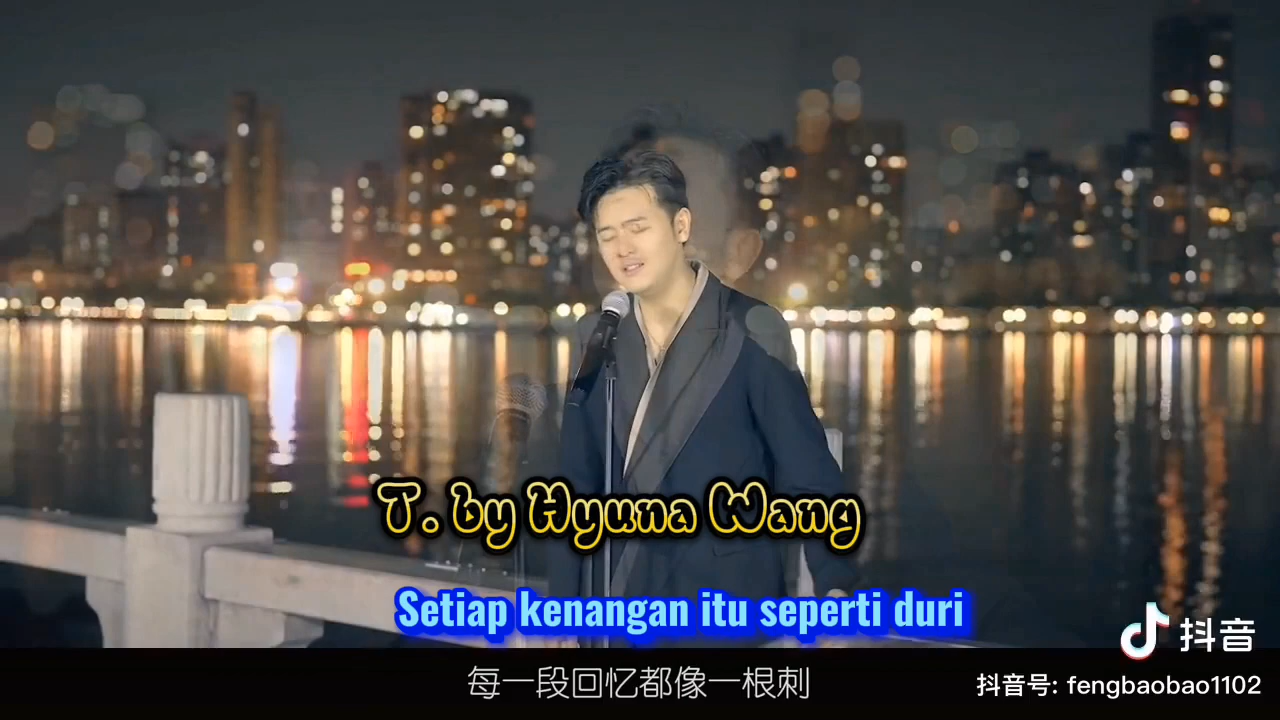 T. by Hyuna Wang
Setiap kenangan itu seperti duri
抖音
每一段回忆都像一根刺
抖音号: fengbaobao1102